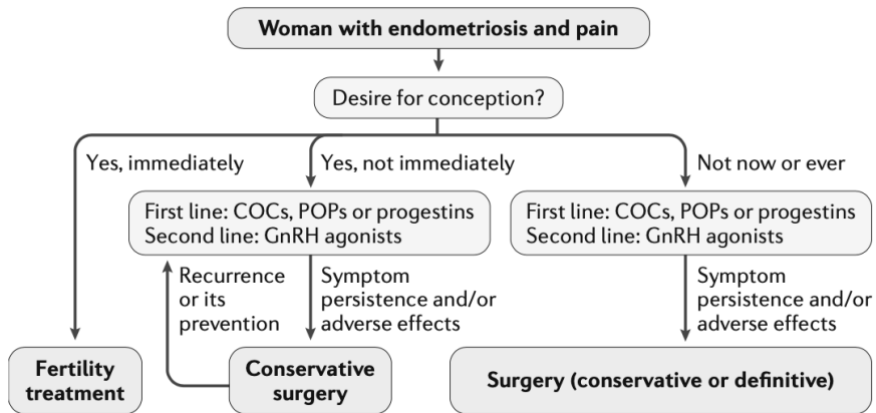 Woman with endometriosis and pain
Desire for conception?
Yes, immediately
Yes, not immediately
Not now or ever
First line: COCs, POPs or progestins
Second line: GnRH agonists
First line: COCs, POPs or progestins
Second line: GnRH agonists
Recurrence
or its
prevention
Symptom
persistence and/or
adverse effects
Symptom
persistence and/or
adverse effects
Fertility
treatment
Conservative
surgery
Surgery (conservative or definitive)